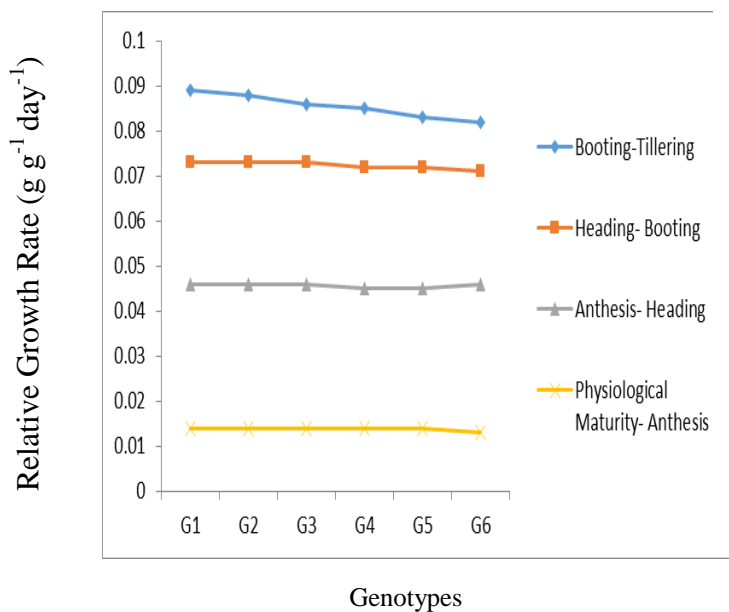 Relative Growth Rate (g g-1 day-1)
0.1
0.09
0.08
0.07
0.06
0.05
0.04
0.03
0.02
0.01
0
G1 G2 G3 G4 G5 G6
Genotypes
Booting-Tillering
Heading- Booting
Anthesis- Heading
Physiological
Maturity- Anthesis